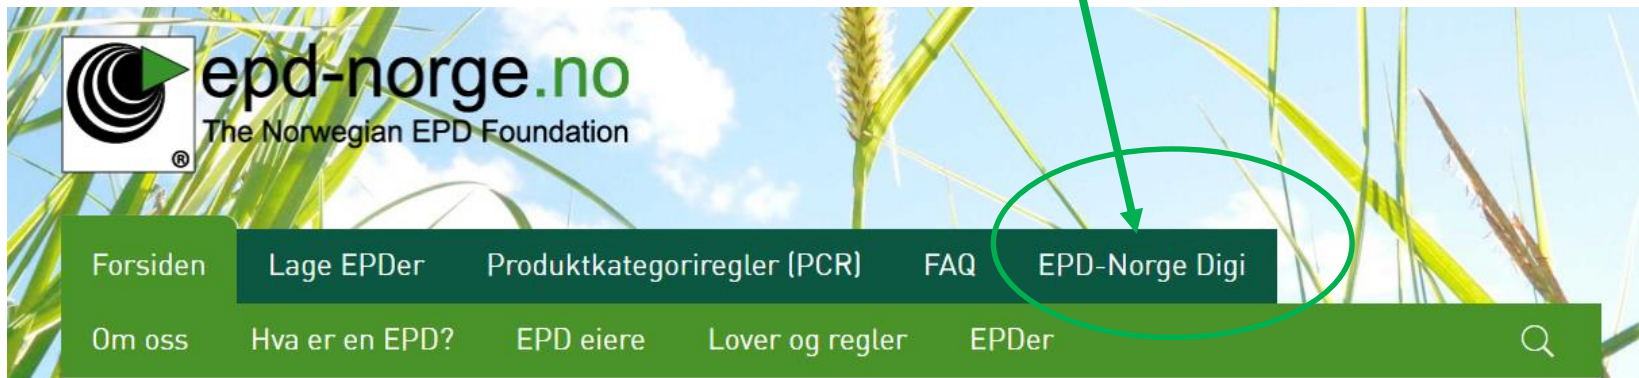 epd-norge.no
The Norwegian EPD Foundation
®
Forsiden Lage EPDer Produktkategoriregler (PCR) FAQ EPD-Norge Digi
Om oss Hva er en EPD? EPD eiere Lover og regler EPDer